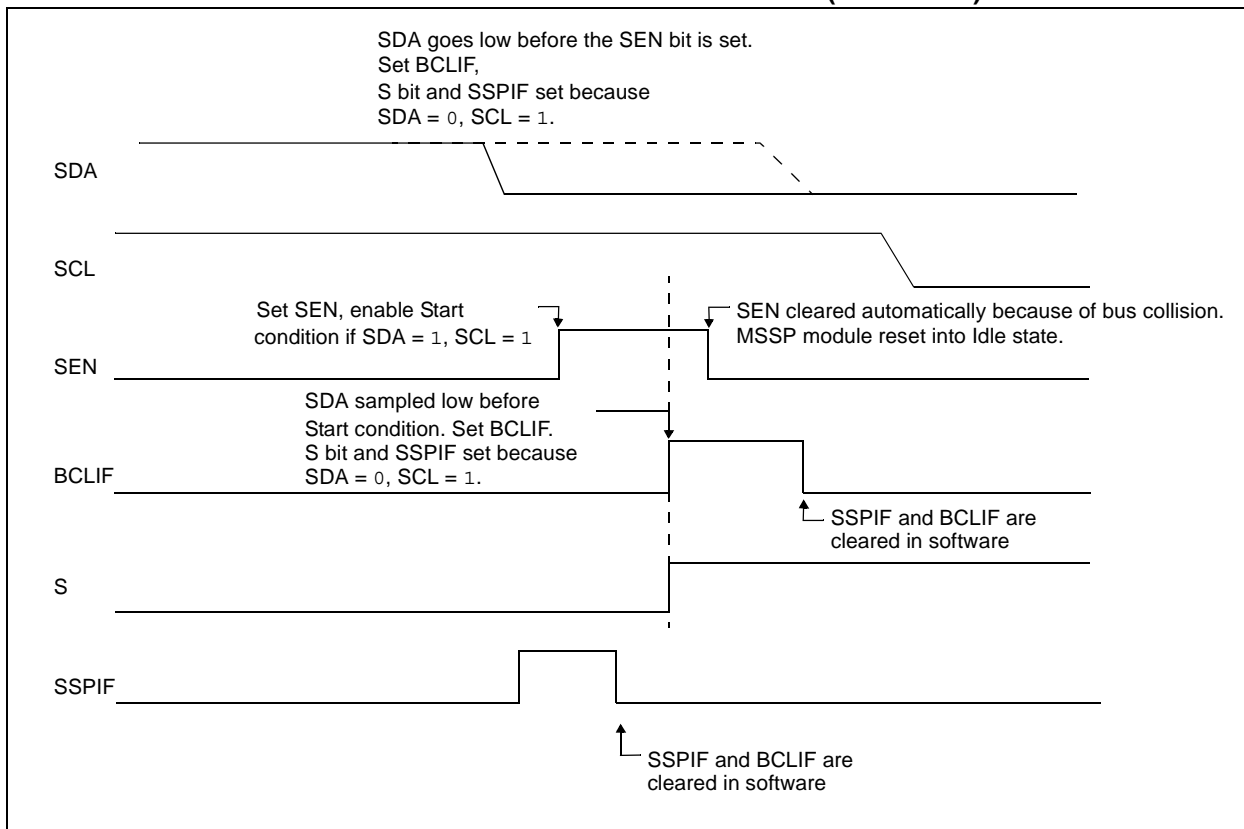 SDA goes low before the SEN bit is set.
Set BCLIF,
S bit and SSPIF set because
SDA = 0, SCL = 1.
SDA
SCL
Set SEN, enable Start
condition if SDA = 1, SCL = 1
SEN cleared automatically because of bus collision.
MSSP module reset into Idle state.
SEN
SDA sampled low before
Start condition. Set BCLIF.
S bit and SSPIF set because
SDA = 0, SCL = 1.
BCLIF
SSPIF and BCLIF are
cleared in software
S
SSPIF
SSPIF and BCLIF are
cleared in software